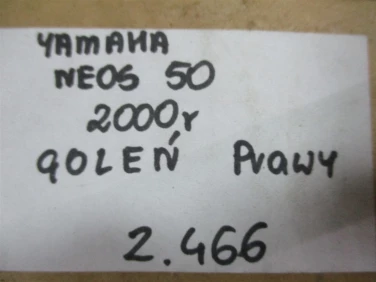 YAMAHA
NEOS 50
2000r
GOLEŃ Prawy
2.466